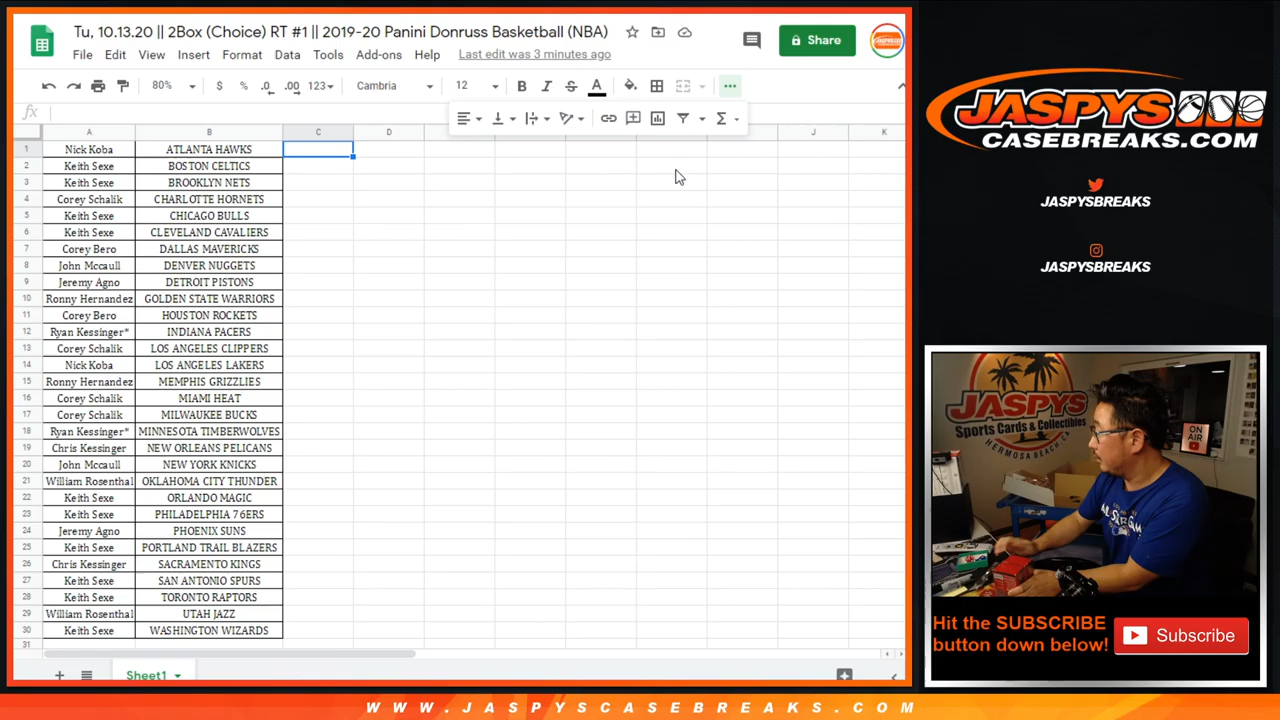 Tu, 10.13.20 || 2Box (Choice) RT #1 || 2019-20 Panini Donruss Basketball (NBA)
File Edit View Insert Format Data Tools Add-ons Help Last edit was 3 minutes ago
Share
80% $ % .0 .00 123 Cambria 12 B I S A
fx
A B C D J K
1 Nick Koba ATLANTA HAWKS
2 Keith Sexe BOSTON CELTICS
3 Keith Sexe BROOKLYN NETS
4 Corey Schalik CHARLOTTE HORNETS
5 Keith Sexe CHICAGO BULLS
6 Keith Sexe CLEVELAND CAVALIERS
7 Corey Bero DALLAS MAVERICKS
8 John Mccaull DENVER NUGGETS
9 Jeremy Agno DETROIT PISTONS
10 Ronny Hernandez GOLDEN STATE WARRIORS
11 Corey Bero HOUSTON ROCKETS
12 Ryan Kessinger* INDIANA PACERS
13 Corey Schalik LOS ANGELES CLIPPERS
14 Nick Koba LOS ANGELES LAKERS
15 Ronny Hernandez MEMPHIS GRIZZLIES
16 Corey Schalik MIAMI HEAT
17 Corey Schalik MILWAUKEE BUCKS
18 Ryan Kessinger* MINNESOTA TIMBERWOLVES
19 Chris Kessinger NEW ORLEANS PELICANS
20 John Mccaull NEW YORK KNICKS
21 William Rosenthal OKLAHOMA CITY THUNDER
22 Keith Sexe ORLANDO MAGIC
23 Keith Sexe PHILADELPHIA 76ERS
24 Jeremy Agno PHOENIX SUNS
25 Keith Sexe PORTLAND TRAIL BLAZERS
26 Chris Kessinger SACRAMENTO KINGS
27 Keith Sexe SAN ANTONIO SPURS
28 Keith Sexe TORONTO RAPTORS
29 William Rosenthal UTAH JAZZ
30 Keith Sexe WASHINGTON WIZARDS
31
Sheet1
JASPYS
CASEBREAKS.COM
JASPYSBREAKS
JASPYSBREAKS
JASPYS
Sports Cards & Collectibles
HERMOSA BEACH, CA
ON AIR
Hit the SUBSCRIBE
button down below!
Subscribe
WWW.JASPYSCASEBREAKS.COM